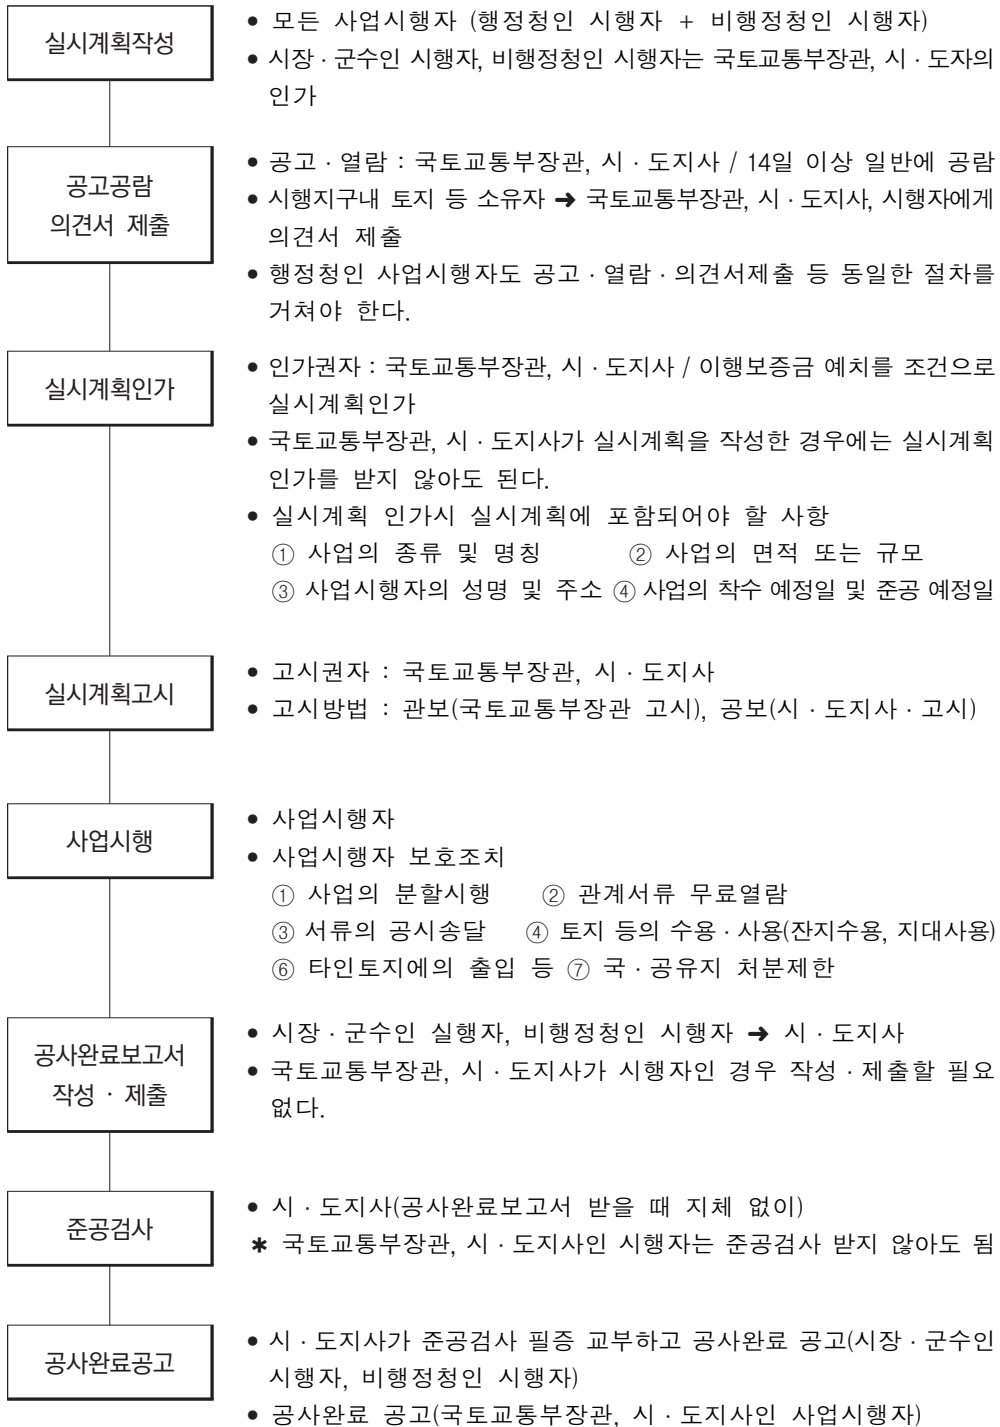 실시계획작성
• 모든 사업시행자 (행정청인 시행자 + 비행정청인 시행자)
• 시장·군수인 시행자, 비행정청인 시행자는 국토교통부장관, 시·도자의
인가
공고공람
의견서 제출
• 공고·열람 : 국토교통부장관, 시·도지사 / 14일 이상 일반에 공람
• 시행지구내 토지 등 소유자 ➜ 국토교통부장관, 시·도지사, 시행자에게
의견서 제출
• 행정청인 사업시행자도 공고·열람·의견서제출 등 동일한 절차를
거쳐야 한다.
실시계획인가
• 인가권자 : 국토교통부장관, 시·도지사 / 이행보증금 예치를 조건으로
실시계획인가
• 국토교통부장관, 시·도지사가 실시계획을 작성한 경우에는 실시계획
인가를 받지 않아도 된다.
• 실시계획 인가시 실시계획에 포함되어야 할 사항
① 사업의 종류 및 명칭 ② 사업의 면적 또는 규모
③ 사업시행자의 성명 및 주소 ④ 사업의 착수 예정일 및 준공 예정일
실시계획고시
• 고시권자 : 국토교통부장관, 시·도지사
• 고시방법 : 관보(국토교통부장관 고시), 공보(시·도지사·고시)
사업시행
• 사업시행자
• 사업시행자 보호조치
① 사업의 분할시행 ② 관계서류 무료열람
③ 서류의 공시송달 ④ 토지 등의 수용·사용(잔지수용, 지대사용)
⑥ 타인토지에의 출입 등 ⑦ 국·공유지 처분제한
공사완료보고서
작성 · 제출
• 시장·군수인 실행자, 비행정청인 시행자 ➜ 시·도지사
• 국토교통부장관, 시·도지사가 시행자인 경우 작성·제출할 필요
없다.
준공검사
• 시·도지사(공사완료보고서 받을 때 지체 없이)
✱ 국토교통부장관, 시·도지사인 시행자는 준공검사 받지 않아도 됨
공사완료공고
• 시·도지사가 준공검사 필증 교부하고 공사완료 공고(시장·군수인
시행자, 비행정청인 시행자)
• 공사완료 공고(국토교통부장관, 시·도지사인 사업시행자)